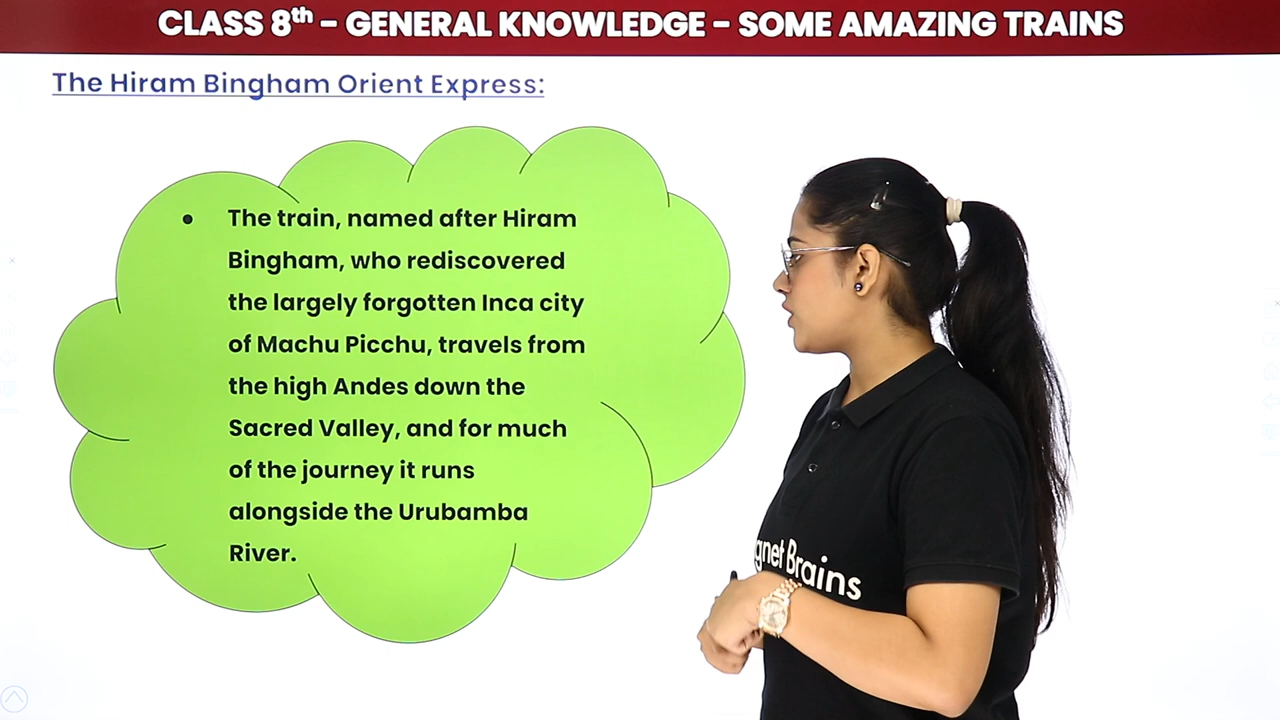 CLASS 8th – GENERAL KNOWLEDGE – SOME AMAZING TRAINS
The Hiram Bingham Orient Express:
• The train, named after Hiram
Bingham, who rediscovered
the largely forgotten Inca city
of Machu Picchu, travels from
the high Andes down the
Sacred Valley, and for much
of the journey it runs
alongside the Urubamba
River.
gnet Brains